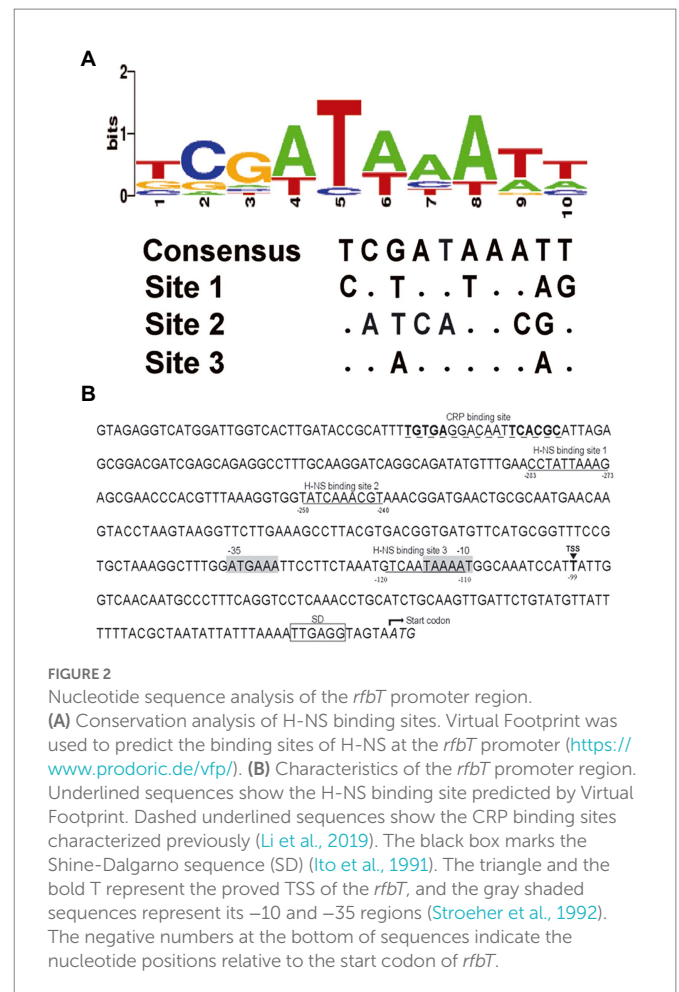 A
2
bits
1
0
T C G A T A A A T T
1 2 3 4 5 6 7 8 9 10
Consensus T C G A T A A A T T
Site 1 C . T . . T . . A G
Site 2 . A T C A . . C G .
Site 3 . . A . . . . . A .
B
CRP binding site
GTAGAGGTCATGGATTGGTCACTTGATACCGCATTTTGTGAGGACAATTCACGCATTAGA
H-NS binding site 1
GCGGACGATCGAGCAGAGGCCTTTGCAAGGATCAGGCAGATATGTTTGAACCTATTAAAG
-283 -273
H-NS binding site 2
AGCGAACCCACGTTTAAAGGTGGTATCAAACGTAAACGGATGAACTGCGCAATGAACAA
-250 -240
GTACCTAAGTAAGGTTCTTGAAAGCCTTACGTGACGGTGATGTTCATGCGGTTTCCG
-35 H-NS binding site 3 -10 TSS
TGCTAAAGGCTTTGGATGAAATTCCTTCTAAATGTCAATAAAATGGCAAATCCATTATTG
-120 -110 -99
GTCAACAATGCCCTTTCAGGTCCTCAAACCTGCATCTGCAAGTTGATTCTGTATGTTATT
SD Start codon
TTTTACGCTAATATTATTTAAAATTGAGGTAGTAATG
FIGURE 2
Nucleotide sequence analysis of the rfbT promoter region.
(A) Conservation analysis of H-NS binding sites. Virtual Footprint was
used to predict the binding sites of H-NS at the rfbT promoter (https://
www.prodoric.de/vfp/). (B) Characteristics of the rfbT promoter region.
Underlined sequences show the H-NS binding site predicted by Virtual
Footprint. Dashed underlined sequences show the CRP binding sites
characterized previously (Li et al., 2019). The black box marks the
Shine-Dalgarno sequence (SD) (Ito et al., 1991). The triangle and the
bold T represent the proved TSS of the rfbT, and the gray shaded
sequences represent its −10 and −35 regions (Stroeher et al., 1992).
The negative numbers at the bottom of sequences indicate the
nucleotide positions relative to the start codon of rfbT.